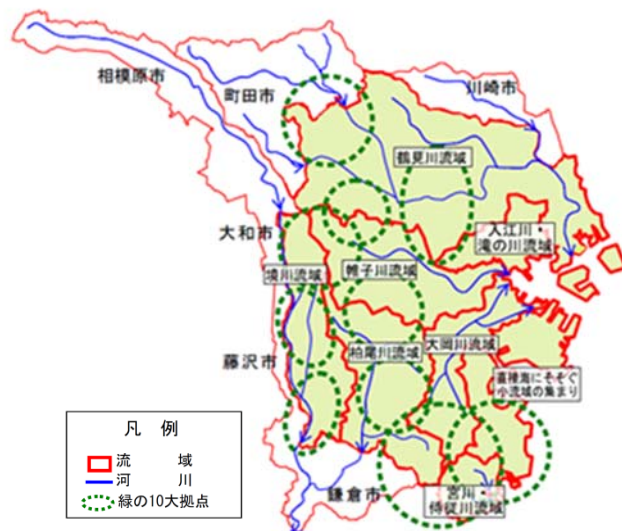 相模原市
町田市
川崎市
鶴見川流域
大和市
入江川・
滝の川流域
境川流域
帷子川流域
藤沢市
柏尾川流域
大岡川流域
直接海にそそぐ
小流域の集まり
凡 例
流 域
河 川
緑の10大拠点
鎌倉市
宮川・
侍従川流域